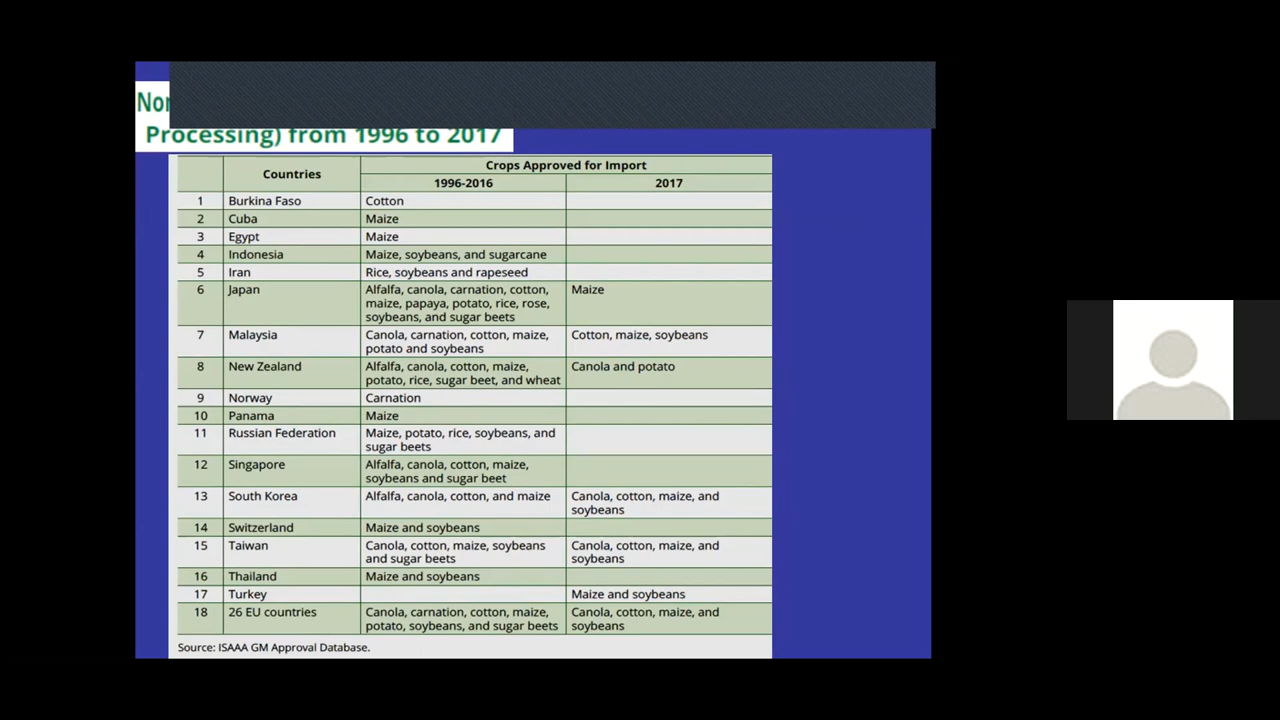 Processing) from 1996 to 2017
Countries
Crops Approved for Import
1996-2016
2017
1 Burkina Faso Cotton
2 Cuba Maize
3 Egypt Maize
4 Indonesia Maize, soybeans, and sugarcane
5 Iran Rice, soybeans and rapeseed
6 Japan Alfalfa, canola, carnation, cotton, Maize
maize, papaya, potato, rice, rose,
soybeans, and sugar beets
7 Malaysia Canola, carnation, cotton, maize, Cotton, maize, soybeans
potato and soybeans
8 New Zealand Alfalfa, canola, cotton, maize, Canola and potato
potato, rice, sugar beet, and wheat
9 Norway Carnation
10 Panama Maize
11 Russian Federation Maize, potato, rice, soybeans, and
sugar beets
12 Singapore Alfalfa, canola, cotton, maize,
soybeans and sugar beet
13 South Korea Alfalfa, canola, cotton, and maize Canola, cotton, maize, and
soybeans
14 Switzerland Maize and soybeans
15 Taiwan Canola, cotton, maize, soybeans Canola, cotton, maize, and
and sugar beets soybeans
16 Thailand Maize and soybeans
17 Turkey Maize and soybeans
18 26 EU countries Canola, carnation, cotton, maize, Canola, cotton, maize, and
potato, soybeans, and sugar beets soybeans
Source: ISAAA GM Approval Database.